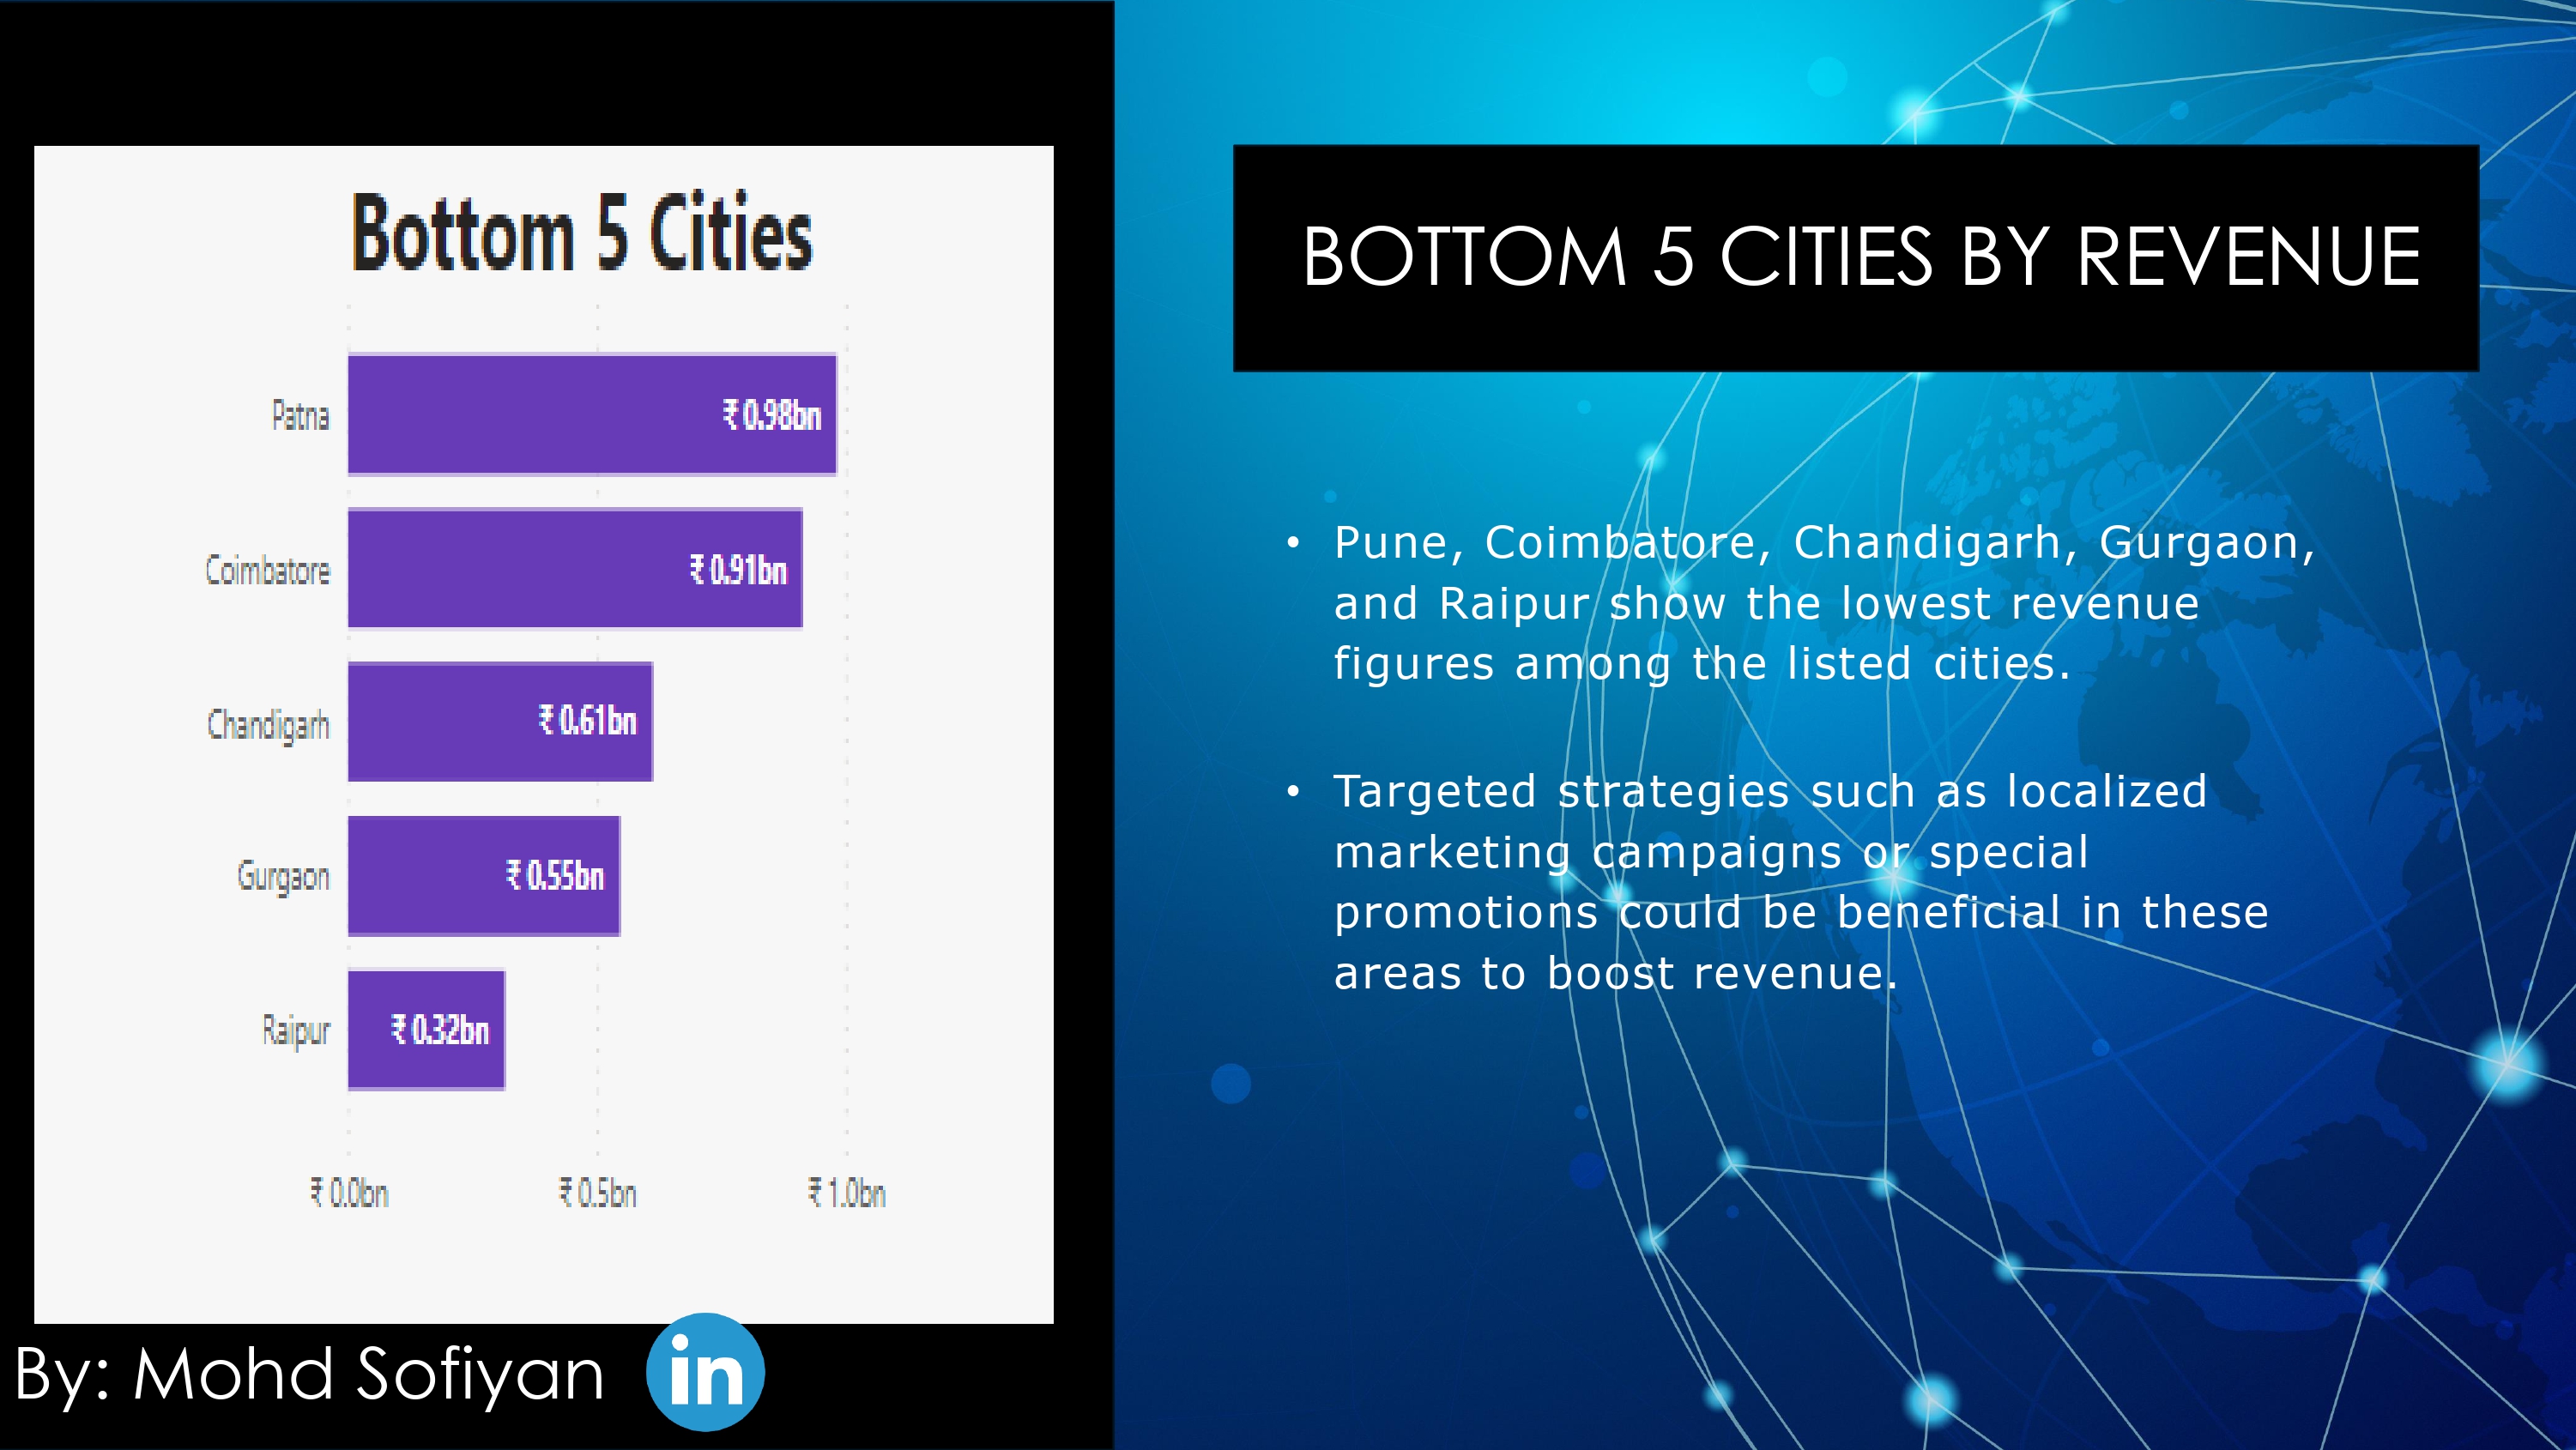 Bottom 5 Cities
Patna
₹ 0.98bn
Coimbatore
₹ 0.91bn
Chandigarh
₹ 0.61bn
Gurgaon
₹ 0.55bn
Raipur
₹ 0.32bn
₹ 0.0bn
₹ 0.5bn
₹ 1.0bn
By: Mohd Sofiyan
in
BOTTOM 5 CITIES BY REVENUE
• Pune, Coimbatore, Chandigarh, Gurgaon,
and Raipur show the lowest revenue
figures among the listed cities.
• Targeted strategies such as localized
marketing campaigns or special
promotions could be beneficial in these
areas to boost revenue.